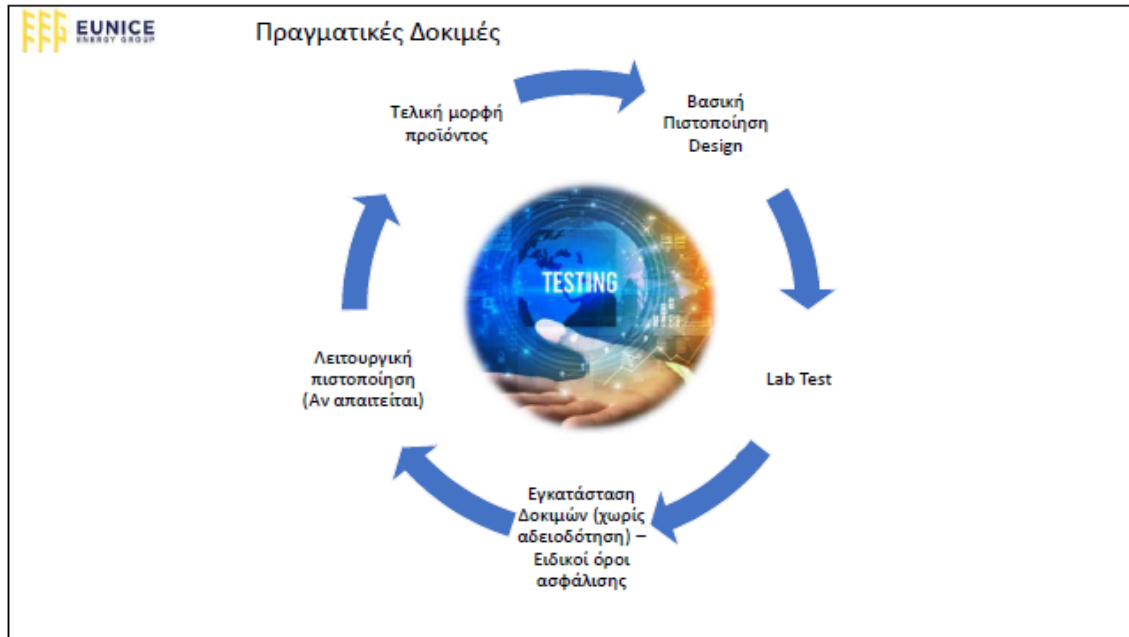 EUNICE
ENERGY GROUP
Πραγματικές Δοκιμές
Βασική
Πιστοποίηση
Design
Lab Test
Εγκατάσταση
Δοκιμών (χωρίς
αδειοδότηση) –
Ειδικοί όροι
ασφάλισης
Λειτουργική
πιστοποίηση
(Αν απαιτείται)
Τελική μορφή
προϊόντος
TESTING